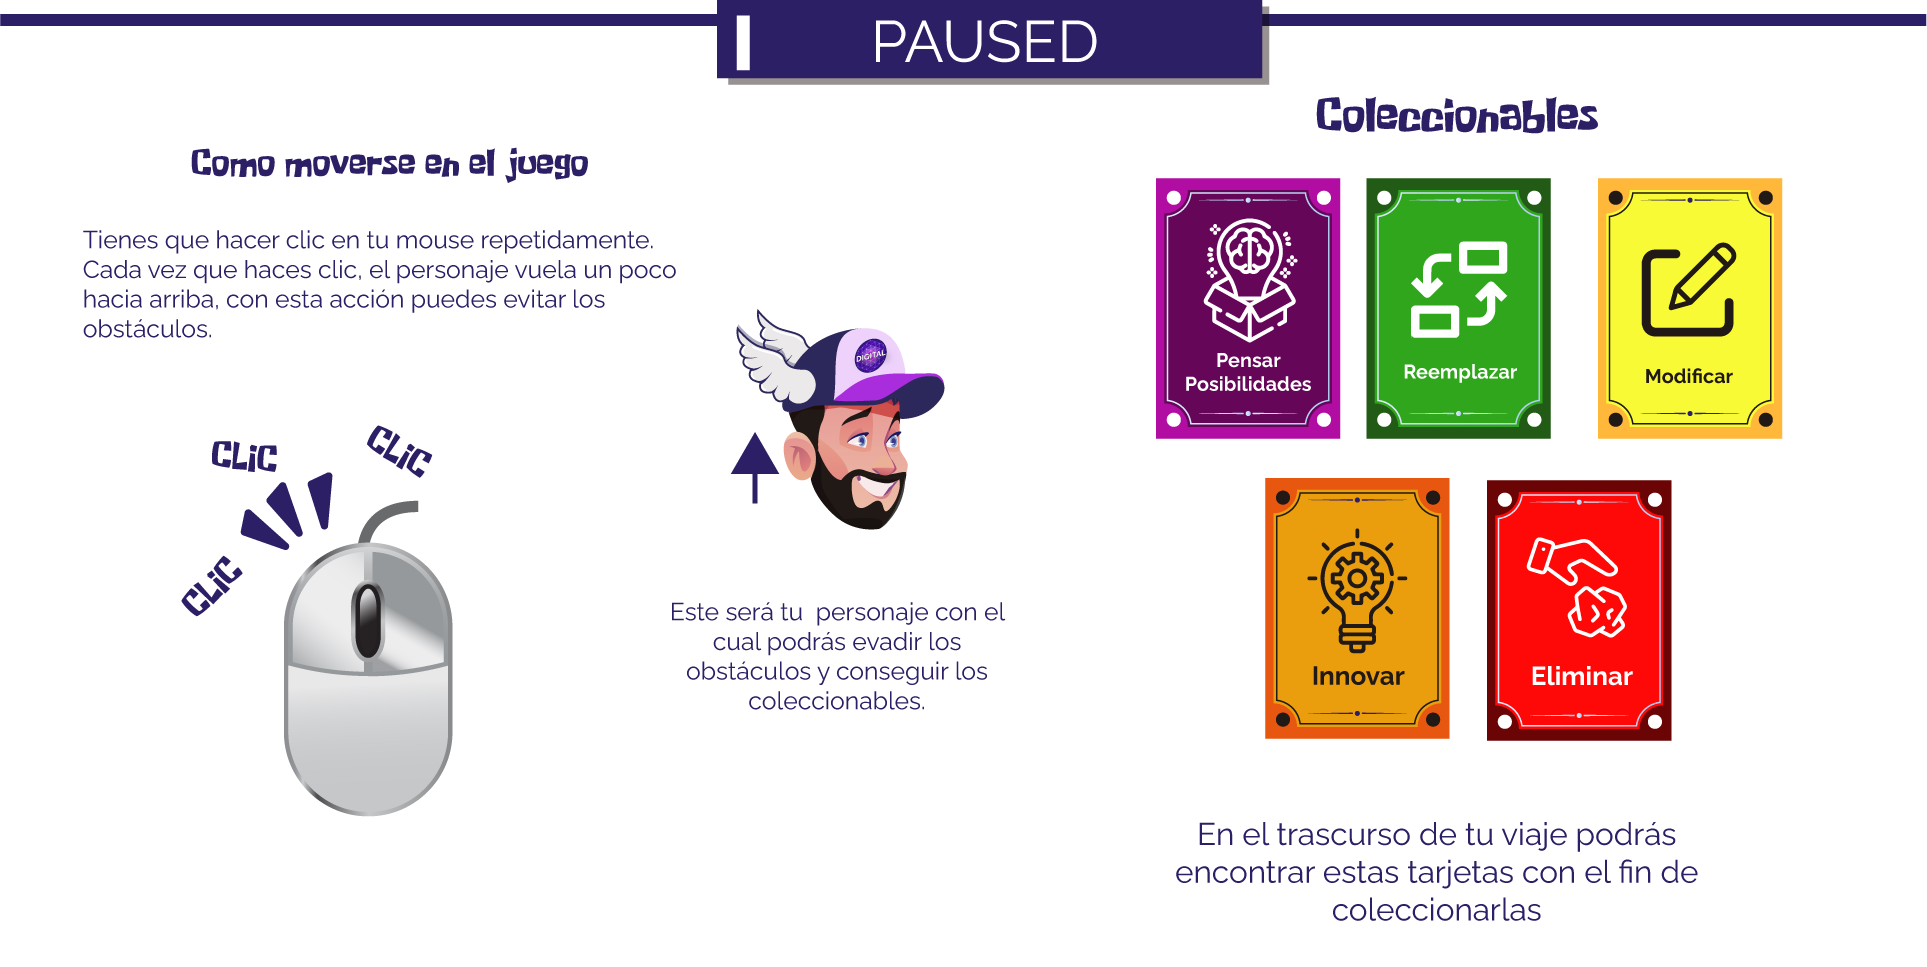 PAUSED
Como moverse en el juego
Tienes que hacer clic en tu mouse repetidamente.
Cada vez que haces clic, el personaje vuela un poco
hacia arriba, con esta acción puedes evitar los
obstáculos.
CLiC
CLiC
CLiC
DIGITAL
Este será tu  personaje con el
cual podrás evadir los
obstáculos y conseguir los
coleccionables.
Coleccionables
Pensar
Posibilidades
Reemplazar
Modificar
Innovar
Eliminar
En el trascurso de tu viaje podrás
encontrar estas tarjetas con el fin de
coleccionarlas